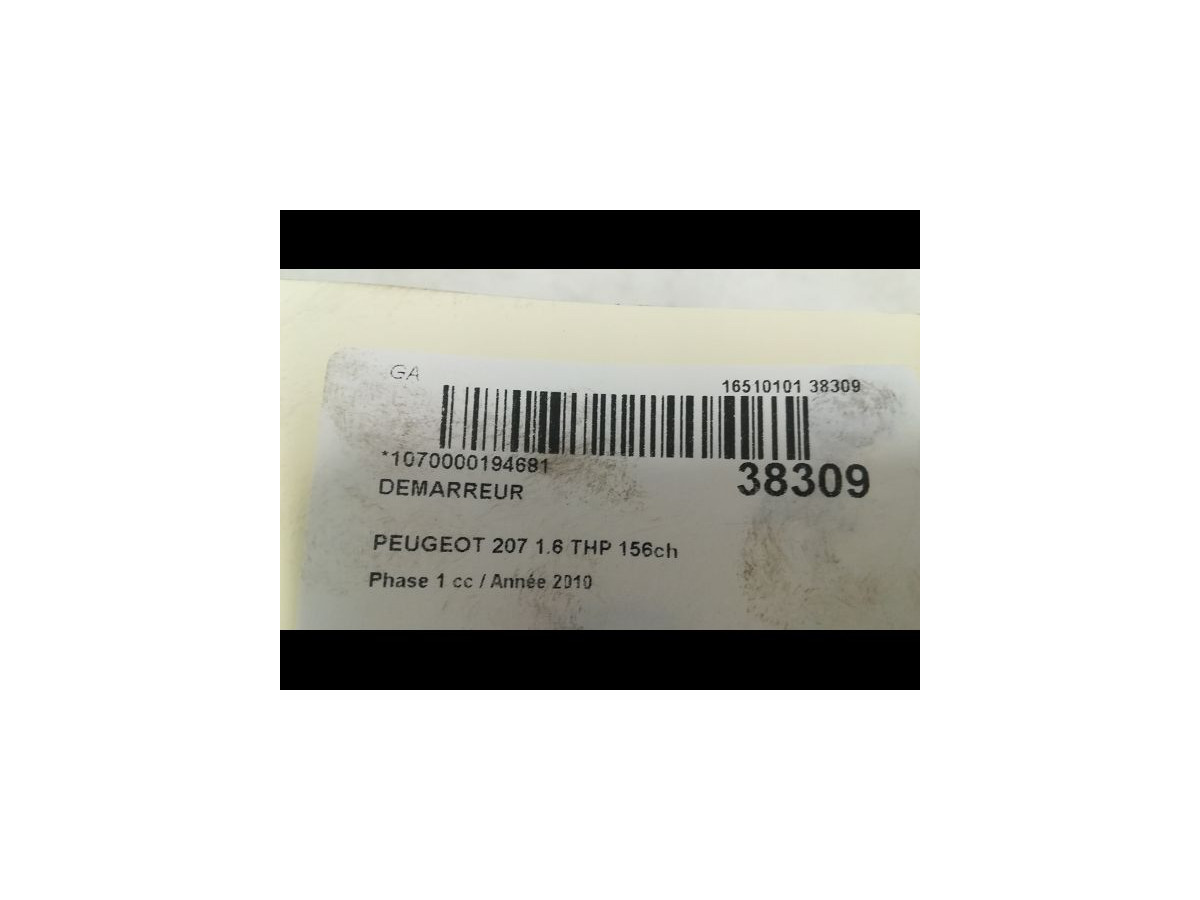 GA
16510101 38309
*1070000194681
38309
DEMARREUR
PEUGEOT 207 1.6 THP 156ch
Phase 1 cc / Année 2010